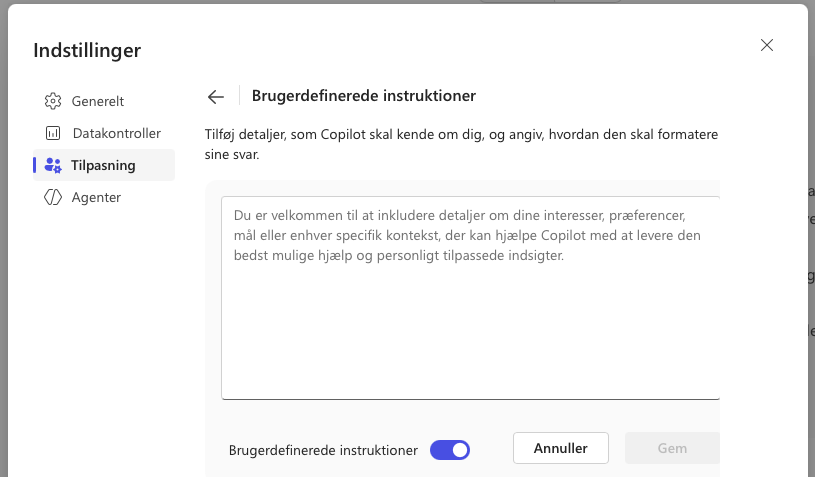 Indstillinger
Generelt
Datakontroller
Tilpasning
Agenter
Brugerdefinerede instruktioner
Tilføj detaljer, som Copilot skal kende om dig, og angiv, hvordan den skal formatere
sine svar.
Du er velkommen til at inkludere detaljer om dine interesser, præferencer,
mål eller enhver specifik kontekst, der kan hjælpe Copilot med at levere den
bedst mulige hjælp og personligt tilpassede indsigter.
Brugerdefinerede instruktioner
Annuller
Gem